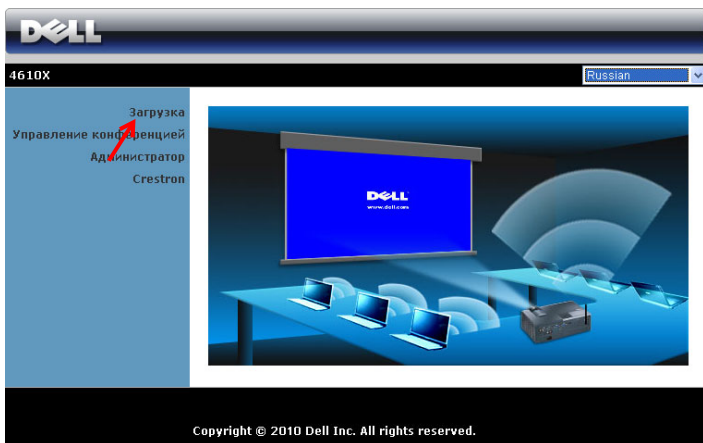 DELL
4610X
Russian
Загрузка
Управление конференцией
Администратор
Crestron
DELL
www.dell.com
Copyright © 2010 Dell Inc. All rights reserved.